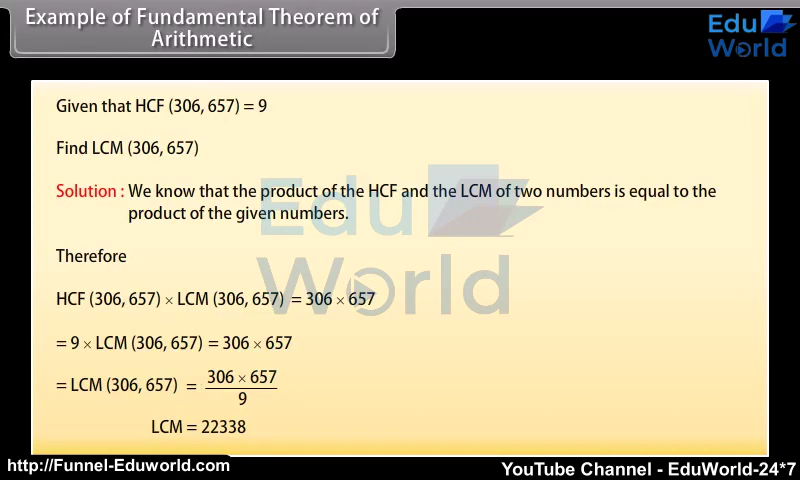 Example of Fundamental Theorem of
Arithmetic
Edu
World
Given that HCF (306, 657) = 9
Find LCM (306, 657)
Solution : We know that the product of the HCF and the LCM of two numbers is equal to the
product of the given numbers.
Edu
World
Therefore
HCF (306, 657) × LCM (306, 657) = 306 × 657
= 9 × LCM (306, 657) = 306 × 657
= LCM (306, 657) = 306 × 657
9
LCM = 22338
http://Funnel-Eduworld.com
YouTube Channel - EduWorld-24*7